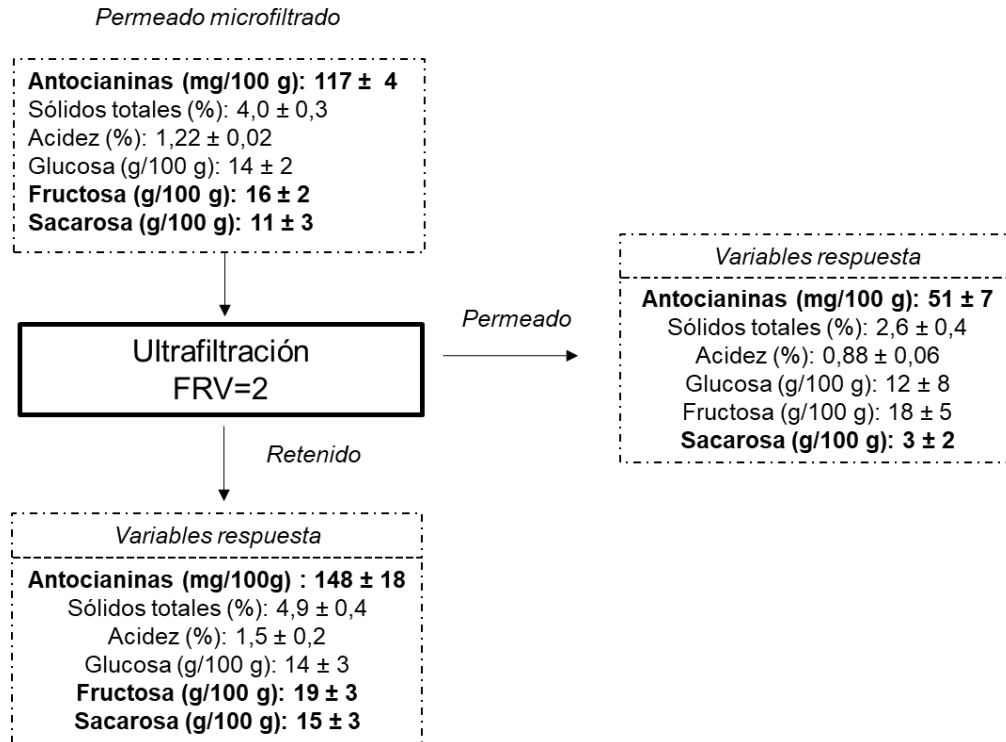 Permeado microfiltrado
Antocianinas (mg/100 g): 117 ± 4
Sólidos totales (%): 4,0 ± 0,3
Acidez (%): 1,22 ± 0,02
Glucosa (g/100 g): 14 ± 2
Fructosa (g/100 g): 16 ± 2
Sacarosa (g/100 g): 11 ± 3
Ultrafiltración
FRV=2
Permeado
Variables respuesta
Antocianinas (mg/100 g): 51 ± 7
Sólidos totales (%): 2,6 ± 0,4
Acidez (%): 0,88 ± 0,06
Glucosa (g/100 g): 12 ± 8
Fructosa (g/100 g): 18 ± 5
Sacarosa (g/100 g): 3 ± 2
Retenido
Variables respuesta
Antocianinas (mg/100g) : 148 ± 18
Sólidos totales (%): 4,9 ± 0,4
Acidez (%): 1,5 ± 0,2
Glucosa (g/100 g): 14 ± 3
Fructosa (g/100 g): 19 ± 3
Sacarosa (g/100 g): 15 ± 3